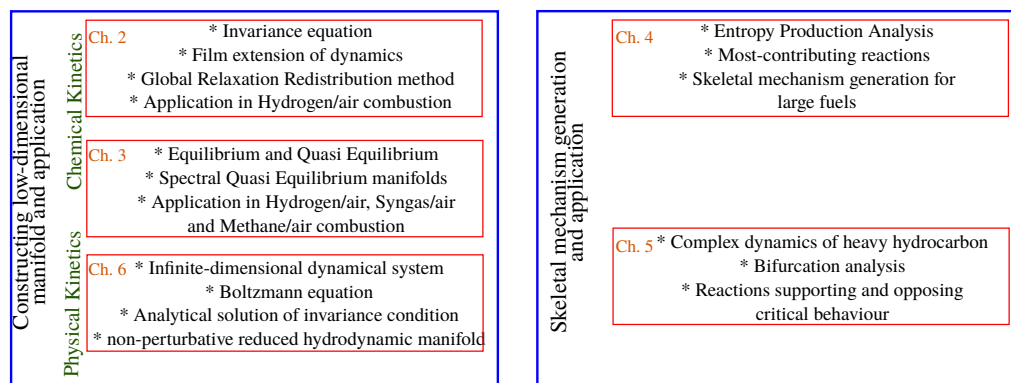 Constructing low-dimensional
manifold and application
Chemical Kinetics
Physical Kinetics
Ch. 2
* Invariance equation
* Film extension of dynamics
* Global Relaxation Redistribution method
* Application in Hydrogen/air combustion
Ch. 3
* Equilibrium and Quasi Equilibrium
* Spectral Quasi Equilibrium manifolds
* Application in Hydrogen/air, Syngas/air
and Methane/air combustion
Ch. 6
* Infinite-dimensional dynamical system
* Boltzmann equation
* Analytical solution of invariance condition
* non-perturbative reduced hydrodynamic manifold
Skeletal mechanism generation
and application
Ch. 4
* Entropy Production Analysis
* Most-contributing reactions
* Skeletal mechanism generation for
large fuels
Ch. 5
* Complex dynamics of heavy hydrocarbon
* Bifurcation analysis
* Reactions supporting and opposing
critical behaviour